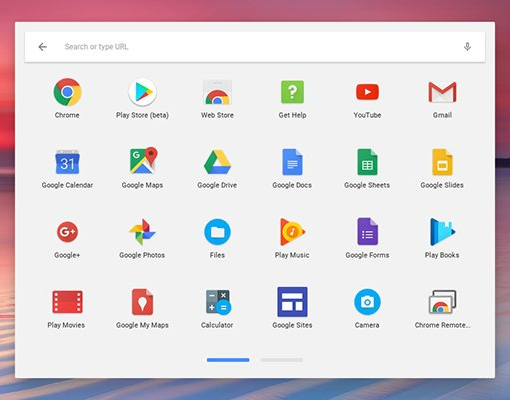 Search or type URL
Chrome
Play Store (beta)
Web Store
Get Help
YouTube
Gmail
31
Google Calendar
Google Maps
Google Drive
Google Docs
Google Sheets
Google Slides
G+
Google+
Google Photos
Files
Play Music
Google Forms
Play Books
Play Movies
Google My Maps
Calculator
Google Sites
Camera
Chrome Remote...